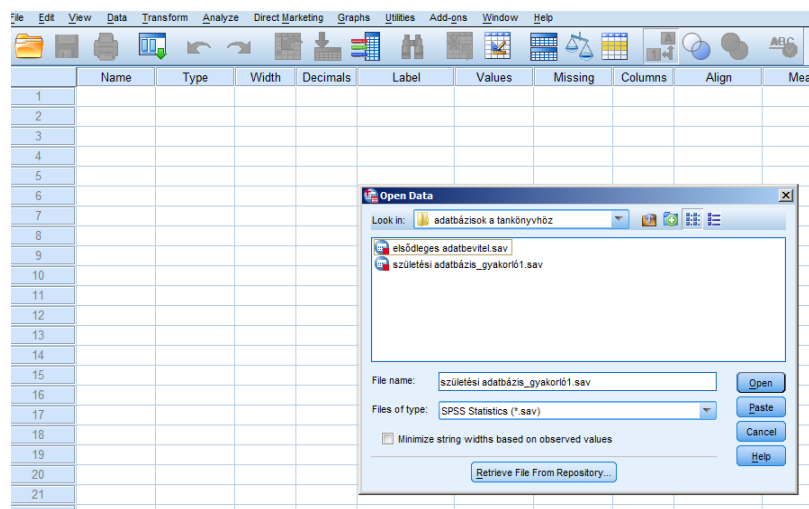 File Edit View Data Transform Analyze Direct Marketing Graphs Utilities Add-ons Window Help
A
1 4
ABC
Name Type Width Decimals Label Values Missing Columns Align Mea
1
2
3
4
5
6
7
8
9
10
11
12
13
14
15
16
17
18
19
20
21
Open Data
Look in: adatbázisok a tankönyvhöz
elsődleges adatbevitel.sav
születési adatbázis_gyakorló1.sav
File name: születési adatbázis_gyakorló1.sav Open
Files of type: SPSS Statistics (*.sav) Paste
Minimize string widths based on observed values Cancel
Help
Retrieve File From Repository...